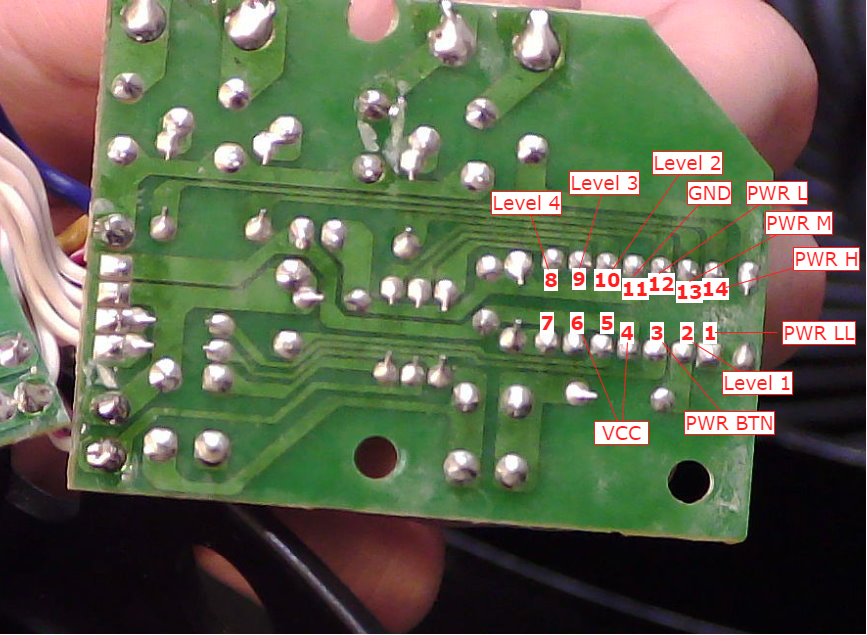 Level 2
Level 3
GND
PWR L
Level 4
PWR M
PWR H
8 9 10 11 12 13 14
7 6 5 4 3 2 1
PWR LL
Level 1
PWR BTN
VCC